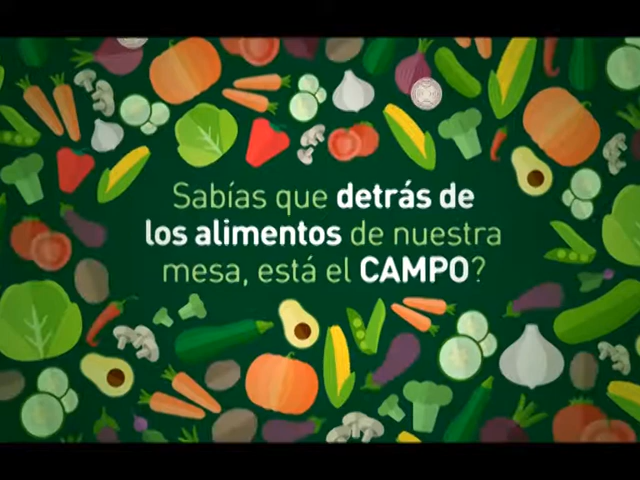 Sabías que detrás de
los alimentos de nuestra
mesa, está el CAMPO?